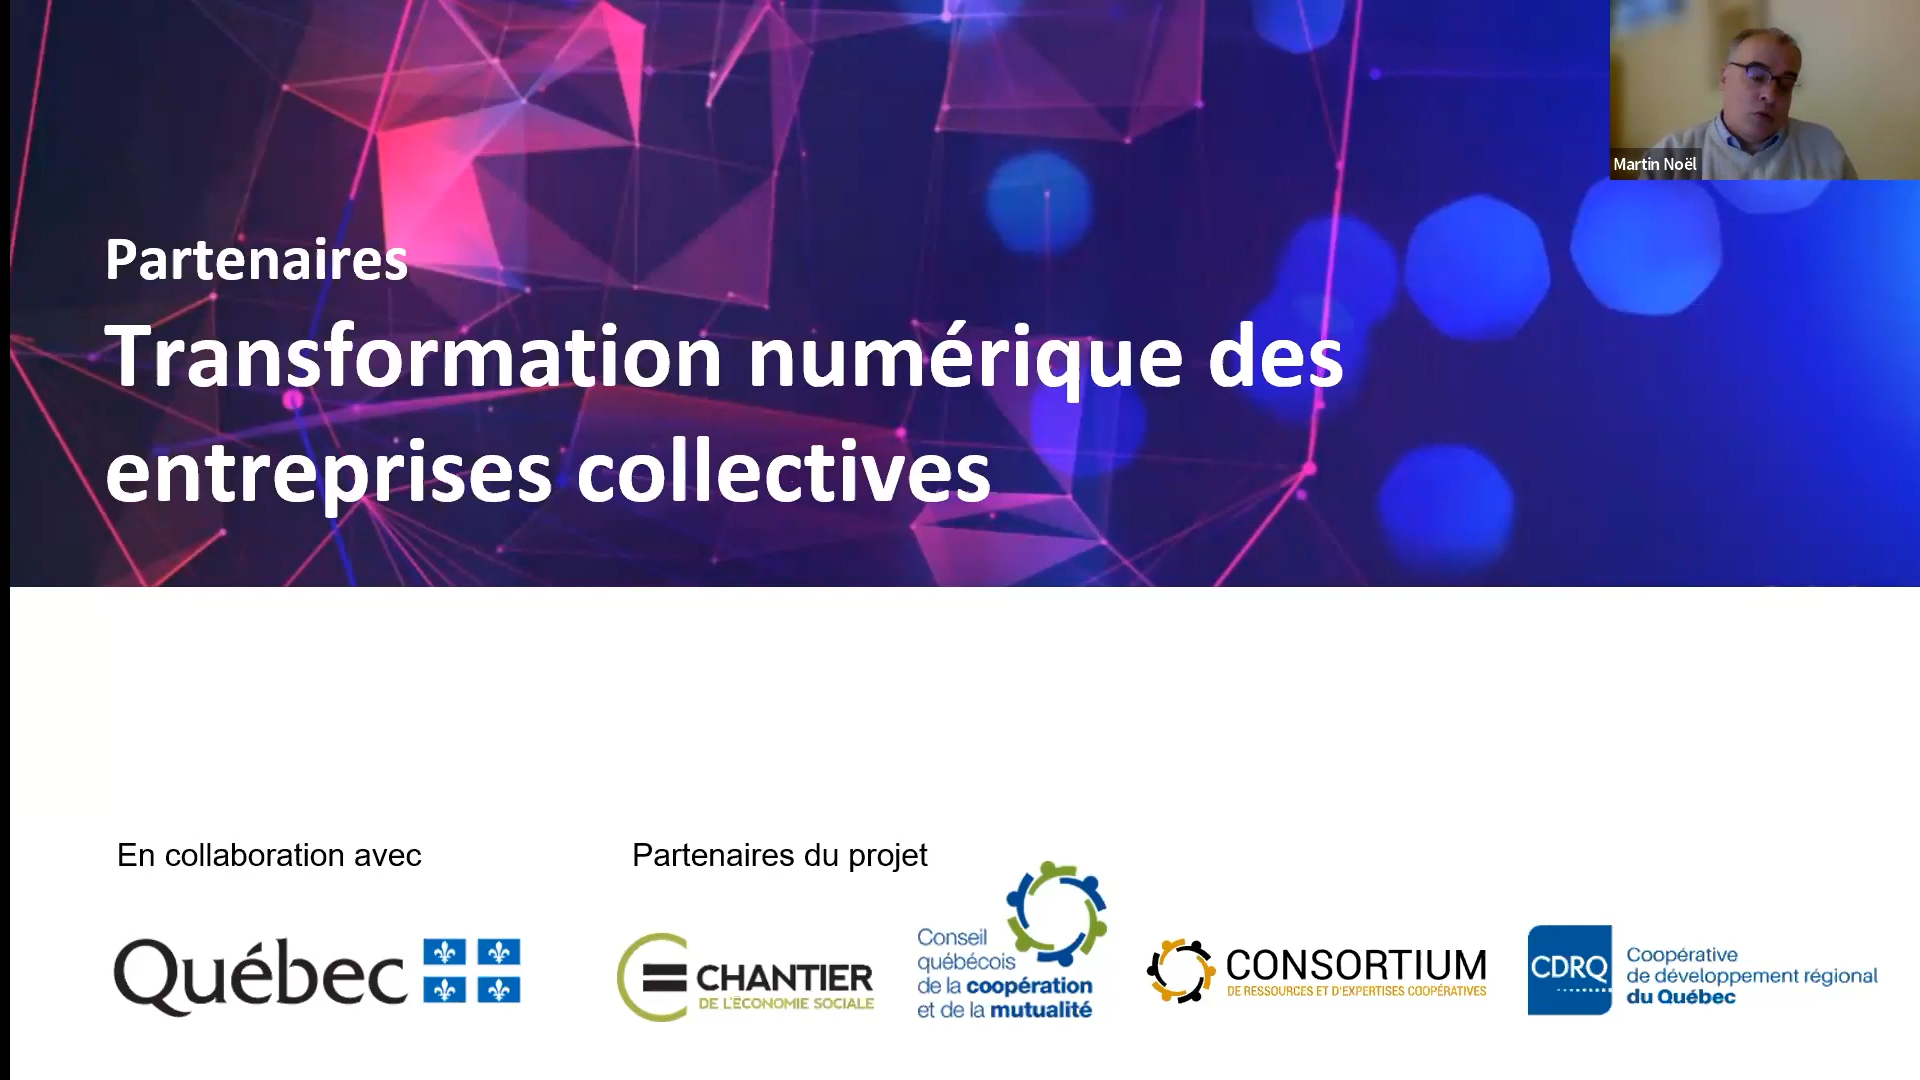 Martin Noël
Partenaires
Transformation numérique des
entreprises collectives
En collaboration avec
Partenaires du projet
Québec
CHANTIER
DE L'ÉCONOMIE SOCIALE
Conseil
québécois
de la coopération
et de la mutualité
CONSORTIUM
DE RESSOURCES ET D'EXPERTISES COOPÉRATIVES
CDRQ
Coopérative
de développement régional
du Québec